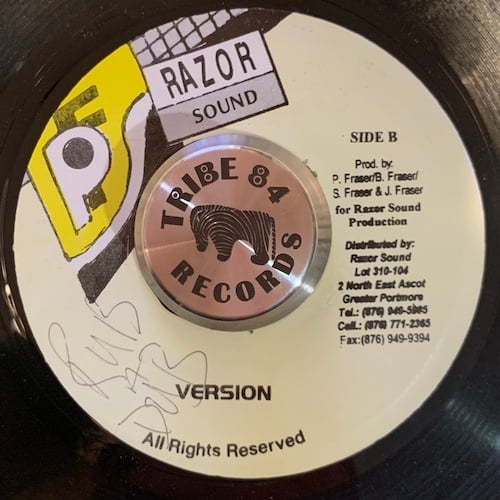 RAZOR
SOUND
SIDE B
Prod. by:
P. Fraser/B. Fraser/
S. Fraser & J. Fraser
for Razor Sound
Production
Distributed by:
Razor Sound
Lot 310-104
2 North East Ascot
Greater Portmore
Tel.: (876) 949-5985
Cell.: (876) 771-2365
Fax:(876) 949-9394
TRIBE 84
RECORDS
VERSION
All Rights Reserved